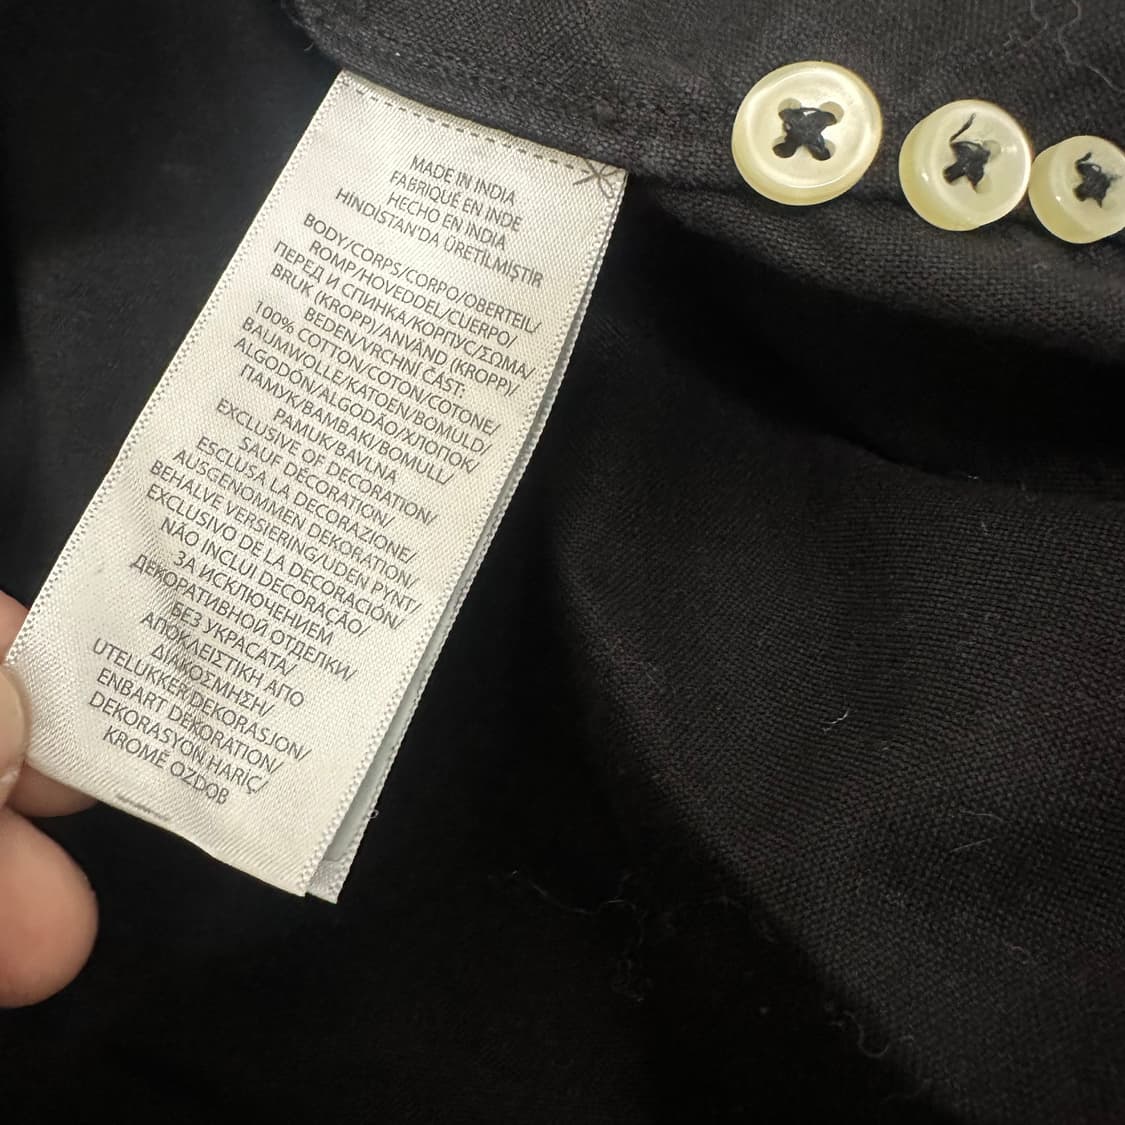 MADE IN INDIA
FABRIQUÉ EN INDE
HECHO EN INDIA
HINDISTAN'DA ÜRETİLMİŞTİR
BODY/CORPS/CORPO/OBERTEIL/
ROMP/HOVEDDEL/CUERPO/
ПЕРЕД И СПИНКА/КОРПУС/ΣΩΜΑ/
BRUK (KROPP)/ANVÄND (KROPP)/
BEDEN/VRCHNÍ ČÁST:
100% COTTON/COTON/COTONE/
BAUMWOLLE/KATOEN/BOMULD/
ALGODÓN/ALGODÃO/ХЛОПОК/
ПАМУК/ΒΑΜΒΑΚΙ/BOMULL/
PAMUK/BAVLNA
EXCLUSIVE OF DECORATION/
SAUF DÉCORATION/
ESCLUSA LA DECORAZIONE/
AUSGENOMMEN DEKORATION/
BEHALVE VERSIERING/UDEN PYNT/
EXCLUSIVO DE LA DECORACIÓN/
NÃO INCLUI DECORAÇÃO/
ЗА ИСКЛЮЧЕНИЕМ
ДЕКОРАТИВНОЙ ОТДЕЛКИ/
БЕЗ УКРАСАТА/
ΑΠΟΚΛΕΙΣΤΙΚΗ ΑΠΟ
ΔΙΑΚΟΣΜΗΣΗ/
UTELUKKER DEKORASJON/
ENBART DEKORATION/
DEKORASYON HARİÇ/
KROMĚ OZDOB